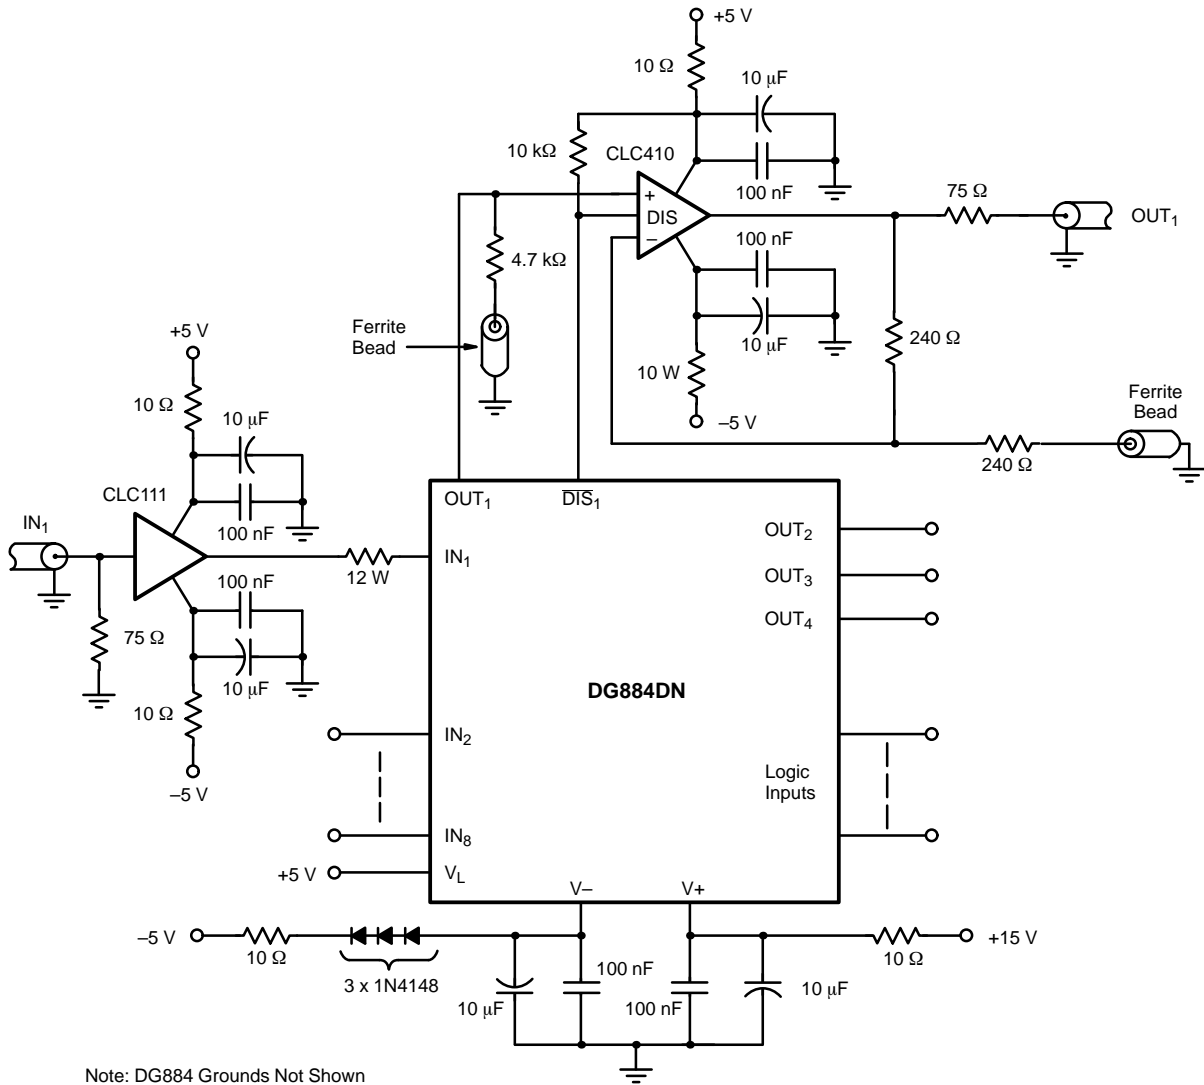 +5 V
10 Ω
10 μF
10 kΩ
CLC410
100 nF
+
DIS
–
75 Ω
OUT1
100 nF
4.7 kΩ
10 μF
Ferrite
Bead
240 Ω
+5 V
10 W
–5 V
Ferrite
Bead
10 Ω
10 μF
240 Ω
CLC111
100 nF
OUT1
DIS1
IN1
OUT2
12 W
IN1
100 nF
OUT3
OUT4
75 Ω
10 μF
DG884DN
10 Ω
IN2
–5 V
Logic
Inputs
IN8
+5 V
VL
V–
V+
–5 V
10 Ω
3 x 1N4148
10 μF
100 nF
100 nF
10 μF
10 Ω
+15 V
Note: DG884 Grounds Not Shown